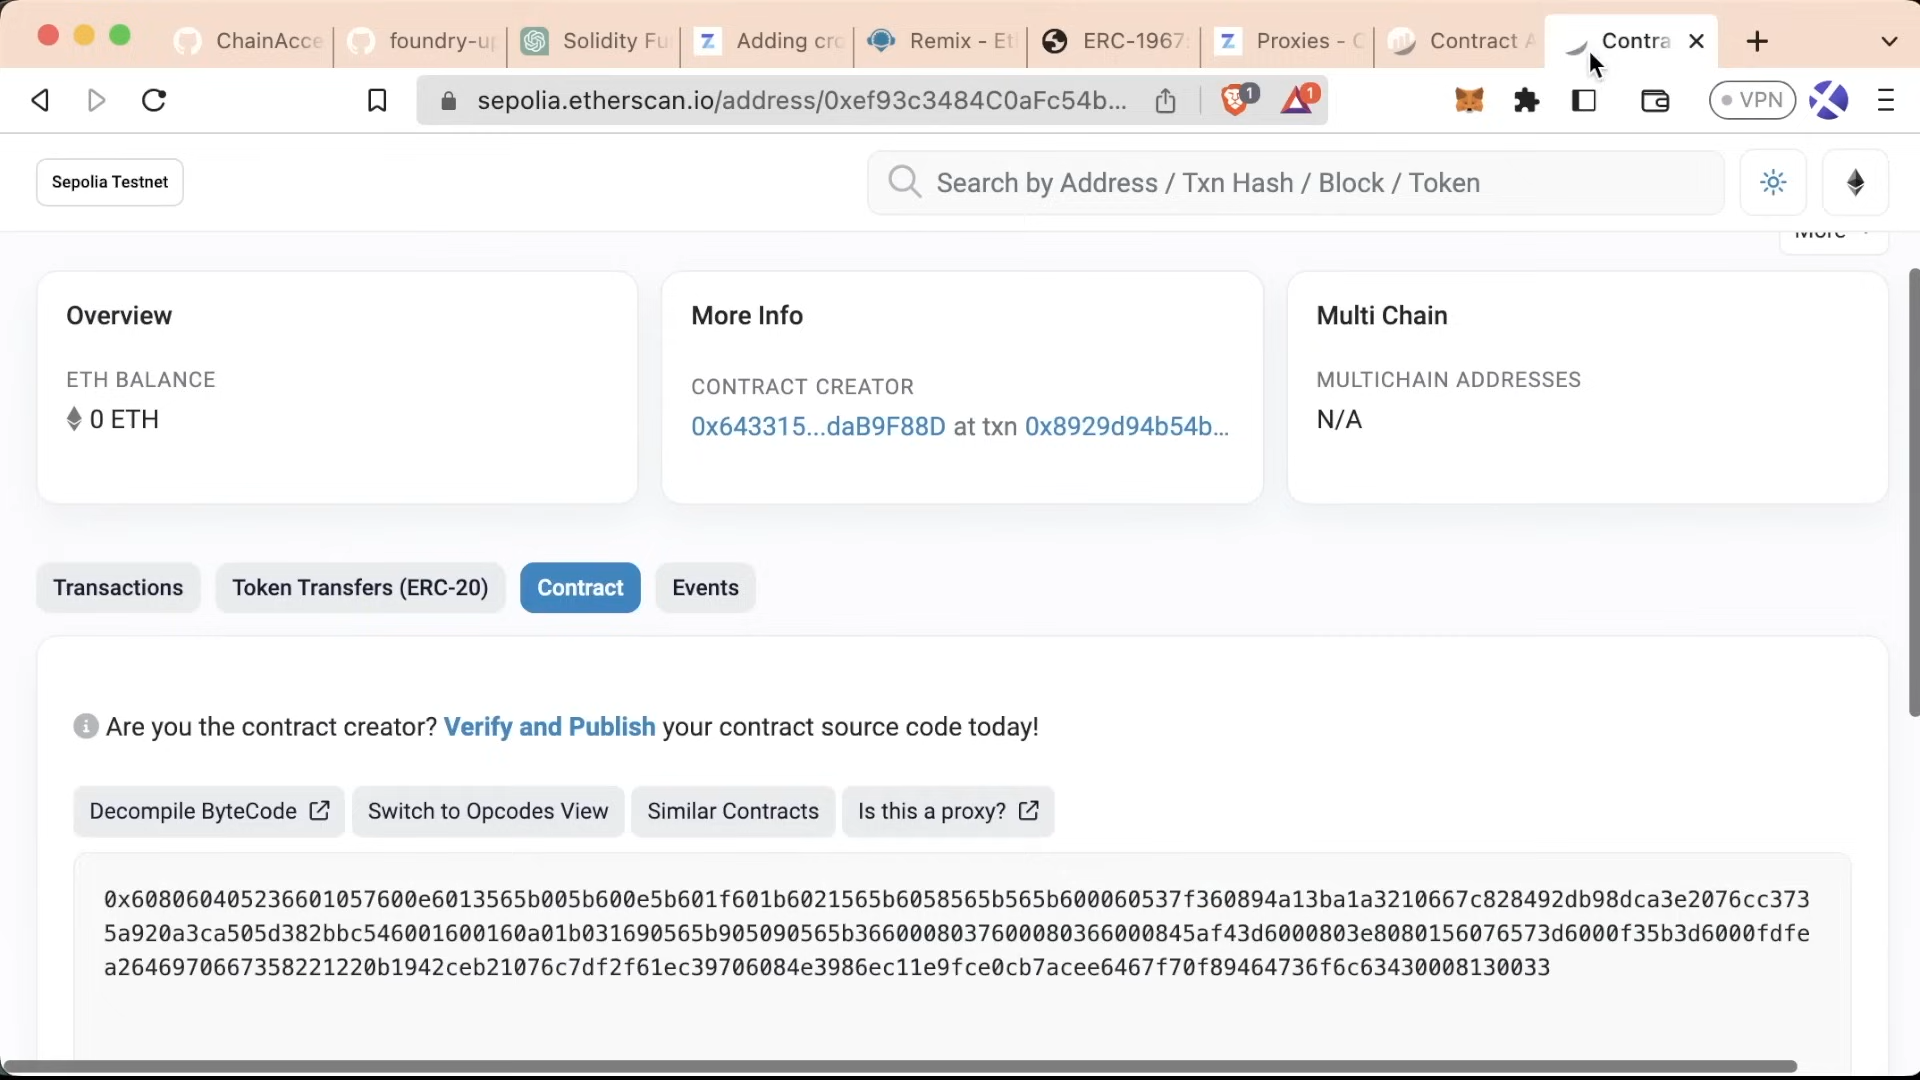 ChainAcce
foundry-up
Solidity Fu
Adding cro
Remix - Et
ERC-1967:
Proxies - O
Contract A
Contra
sepolia.etherscan.io/address/0xef93c3484C0aFc54b...
1
1
VPN
Sepolia Testnet
Search by Address / Txn Hash / Block / Token
More
Overview
More Info
Multi Chain
ETH BALANCE
CONTRACT CREATOR
MULTICHAIN ADDRESSES
0 ETH
0x643315...daB9F88D at txn 0x8929d94b54b...
N/A
Transactions
Token Transfers (ERC-20)
Contract
Events
Are you the contract creator? Verify and Publish your contract source code today!
Decompile ByteCode
Switch to Opcodes View
Similar Contracts
Is this a proxy?
0x608060405236601057600e6013565b005b600e5b601f601b6021565b6058565b565b600060537f360894a13ba1a3210667c828492db98dca3e2076cc373
5a920a3ca505d382bbc546001600160a01b031690565b905090565b3660008037600080366000845af43d6000803e8080156076573d6000f35b3d6000fdfe
a2646970667358221220b1942ceb21076c7df2f61ec39706084e3986ec11e9fce0cb7acee6467f70f89464736f6c63430008130033